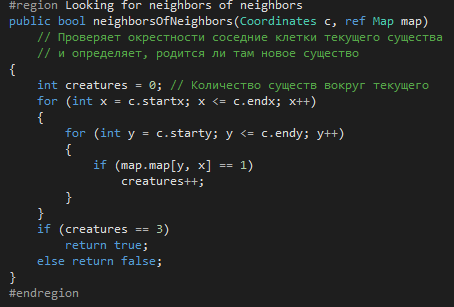 #region Looking for neighbors of neighbors
public bool neighborsOfNeighbors(Coordinates c, ref Map map)
// Проверяет окрестности соседние клетки текущего существа
// и определяет, родится ли там новое существо
{
int creatures = 0; // Количество существ вокруг текущего
for (int x = c.startx; x <= c.endx; x++)
{
for (int y = c.starty; y <= c.endy; y++)
{
if (map.map[y, x] == 1)
creatures++;
}
}
if (creatures == 3)
return true;
else return false;
}
#endregion